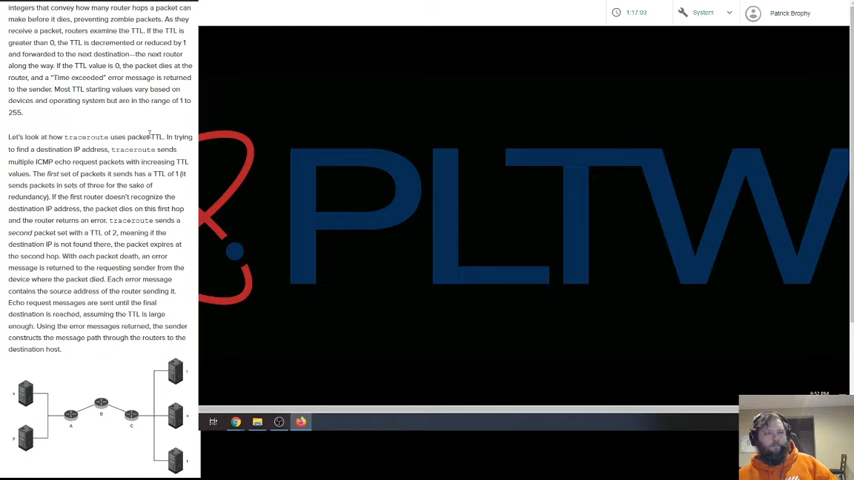 integers that convey how many router hops a packet can
make before it dies, preventing zombie packets. As they
receive a packet, routers examine the TTL. If the TTL is
greater than 0, the TTL is decremented or reduced by 1
and forwarded to the next destination—the next router
along the way. If the TTL value is 0, the packet dies at the
router, and a "Time exceeded" error message is returned
to the sender. Most TTL starting values vary based on
devices and operating system but are in the range of 1 to
255.
Let's look at how traceroute uses packet TTL. In trying
to find a destination IP address, traceroute sends
multiple ICMP echo request packets with increasing TTL
values. The first set of packets it sends has a TTL of 1 (it
sends packets in sets of three for the sake of
redundancy). If the first router doesn't recognize the
destination IP address, the packet dies on this first hop
and the router returns an error. traceroute sends a
second packet set with a TTL of 2, meaning if the
destination IP is not found there, the packet expires at
the second hop. With each packet death, an error
message is returned to the requesting sender from the
device where the packet died. Each error message
contains the source address of the router sending it.
Echo request messages are sent until the final
destination is reached, assuming the TTL is large
enough. Using the error messages returned, the sender
constructs the message path through the routers to the
destination host.
x
y
A
B
C
1:17:03
System
Patrick Brophy
PLTW